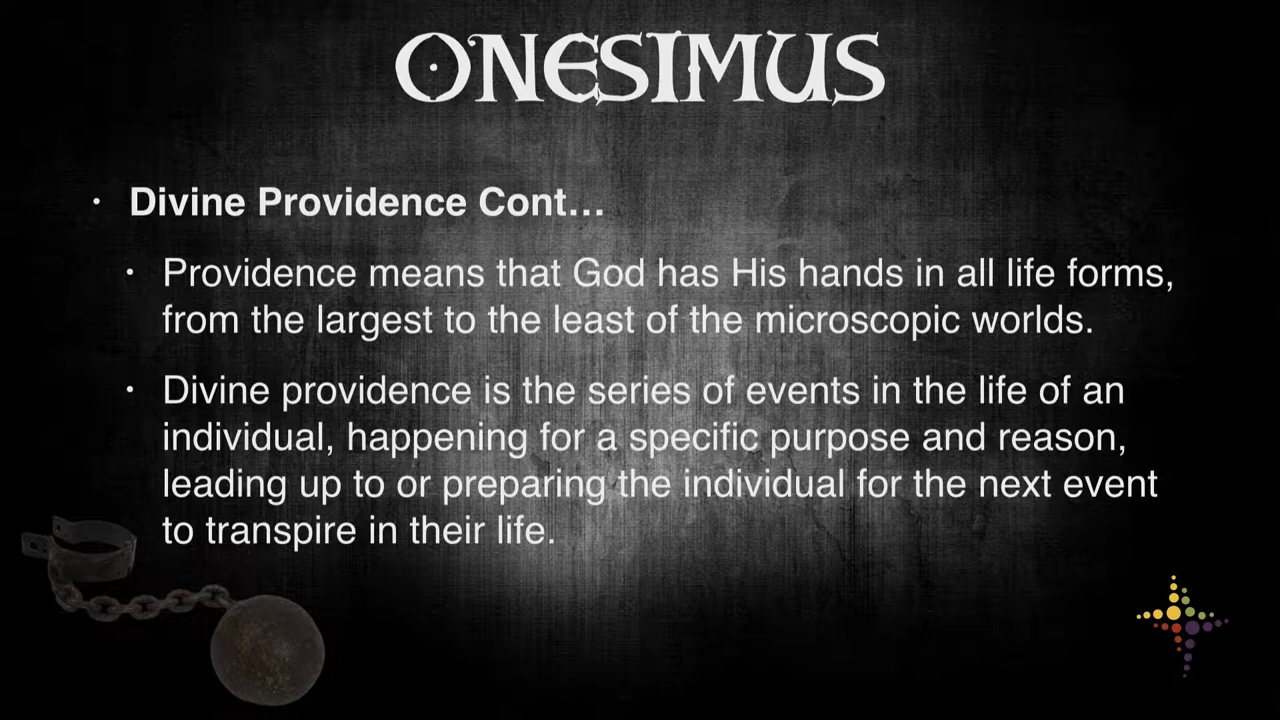 ONESIMUS
• Divine Providence Cont…
• Providence means that God has His hands in all life forms,
from the largest to the least of the microscopic worlds.
• Divine providence is the series of events in the life of an
individual, happening for a specific purpose and reason,
leading up to or preparing the individual for the next event
to transpire in their life.